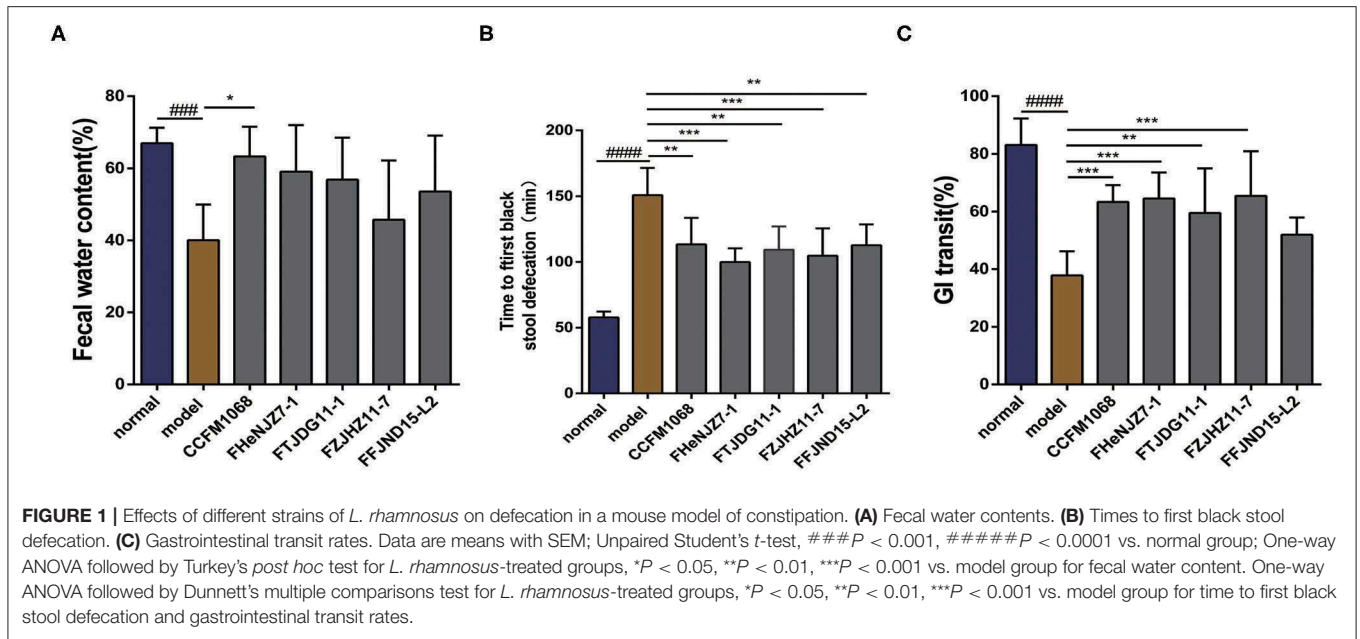 A
B
C
Fecal water content(%)
80
60
40
20
0
###
*
normal
model
CCFM1068
FHeNJZ7-1
FTJDG11-1
FZJHZ11-7
FFJND15-L2
Time to ftirst black
stool defecation (min)
200
150
100
50
0
####
**
***
**
***
**
normal
model
CCFM1068
FHeNJZ7-1
FTJDG11-1
FZJHZ11-7
FFJND15-L2
GI transit(%)
100
80
60
40
20
0
####
***
**
***
***
normal
model
CCFM1068
FHeNJZ7-1
FTJDG11-1
FZJHZ11-7
FFJND15-L2
FIGURE 1 | Effects of different strains of L. rhamnosus on defecation in a mouse model of constipation. (A) Fecal water contents. (B) Times to first black stool
defecation. (C) Gastrointestinal transit rates. Data are means with SEM; Unpaired Student's t-test, ###P < 0.001, #####P < 0.0001 vs. normal group; One-way
ANOVA followed by Turkey's post hoc test for L. rhamnosus-treated groups, *P < 0.05, **P < 0.01, ***P < 0.001 vs. model group for fecal water content. One-way
ANOVA followed by Dunnett's multiple comparisons test for L. rhamnosus-treated groups, *P < 0.05, **P < 0.01, ***P < 0.001 vs. model group for time to first black
stool defecation and gastrointestinal transit rates.